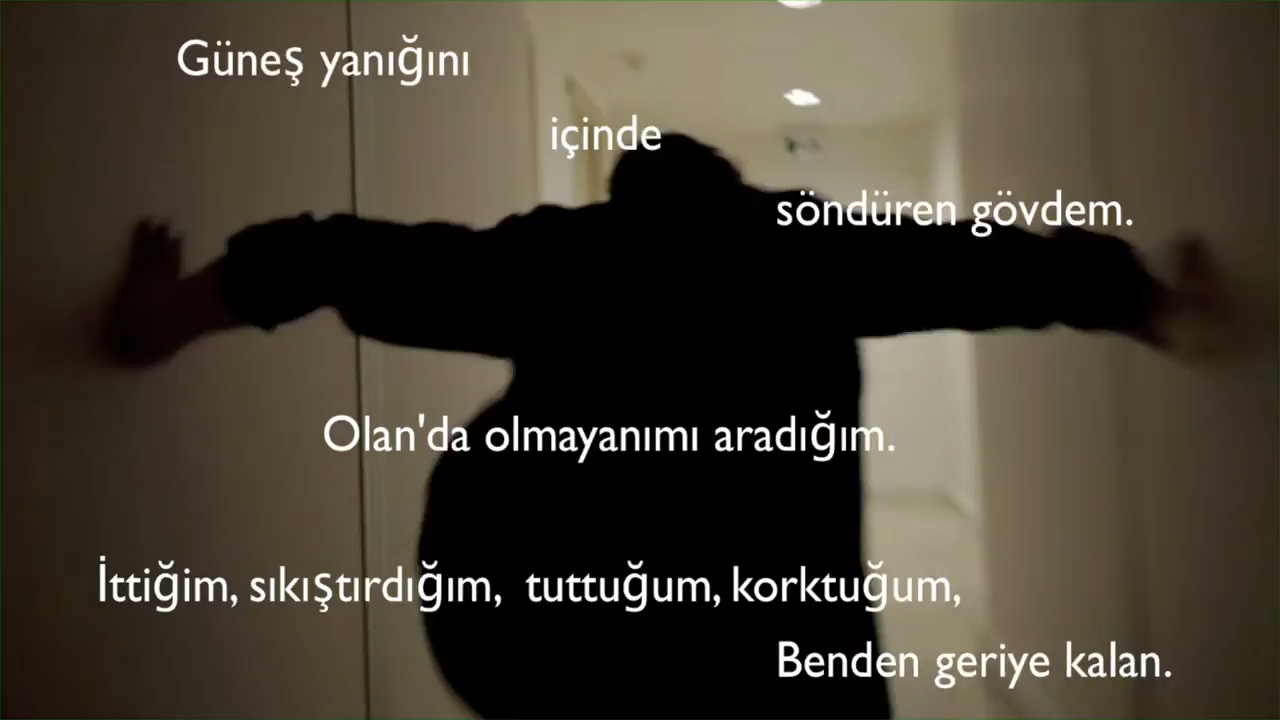 Güneş yanığını
içinde
söndüren gövdem.
Olan'da olmayanımı aradığım.
İttiğim, sıkıştırdığım, tuttuğum, korktuğum,
Benden geriye kalan.